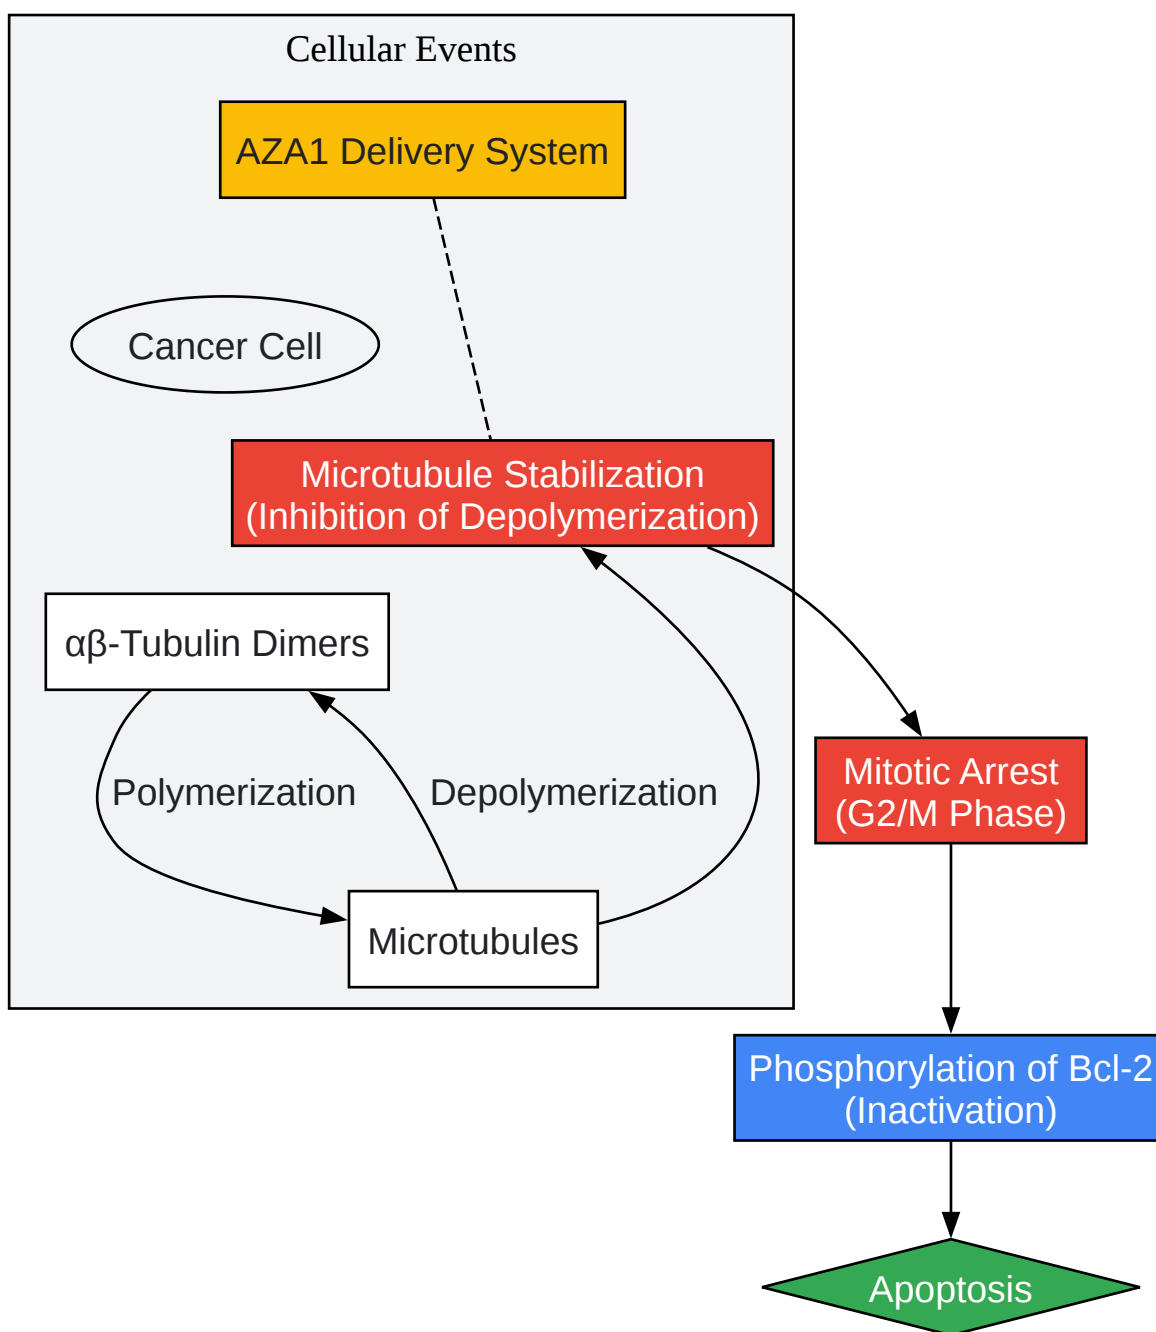 Cellular Events
AZA1 Delivery System
Cancer Cell
Microtubule Stabilization
(Inhibition of Depolymerization)
αβ-Tubulin Dimers
Polymerization
Depolymerization
Mitotic Arrest
(G2/M Phase)
Microtubules
Phosphorylation of Bcl-2
(Inactivation)
Apoptosis